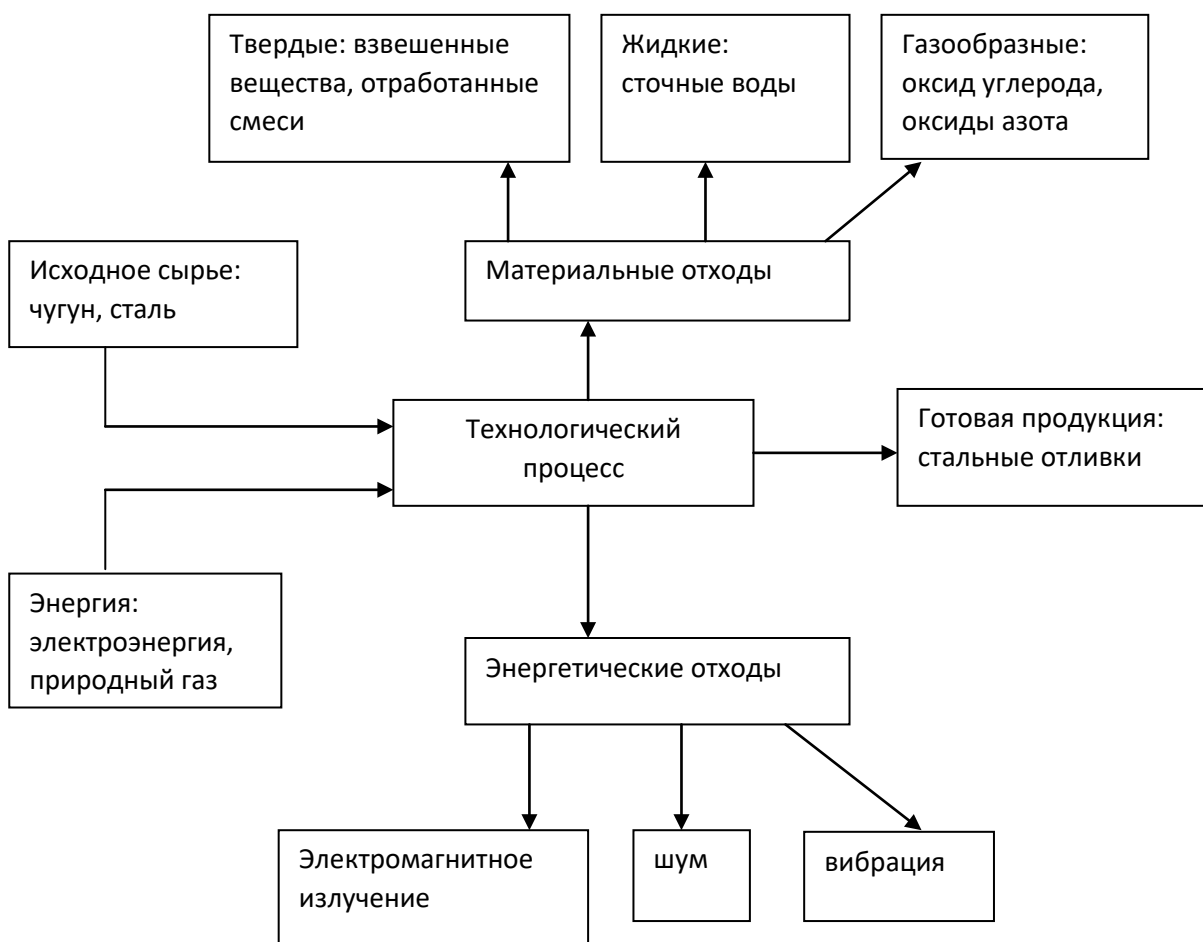 Твердые: взвешенные
вещества, отработанные
смеси
Жидкие:
сточные воды
Газообразные:
оксид углерода,
оксиды азота
Исходное сырье:
чугун, сталь
Материальные отходы
Технологический
процесс
Готовая продукция:
стальные отливки
Энергия:
электроэнергия,
природный газ
Энергетические отходы
Электромагнитное
излучение
шум
вибрация